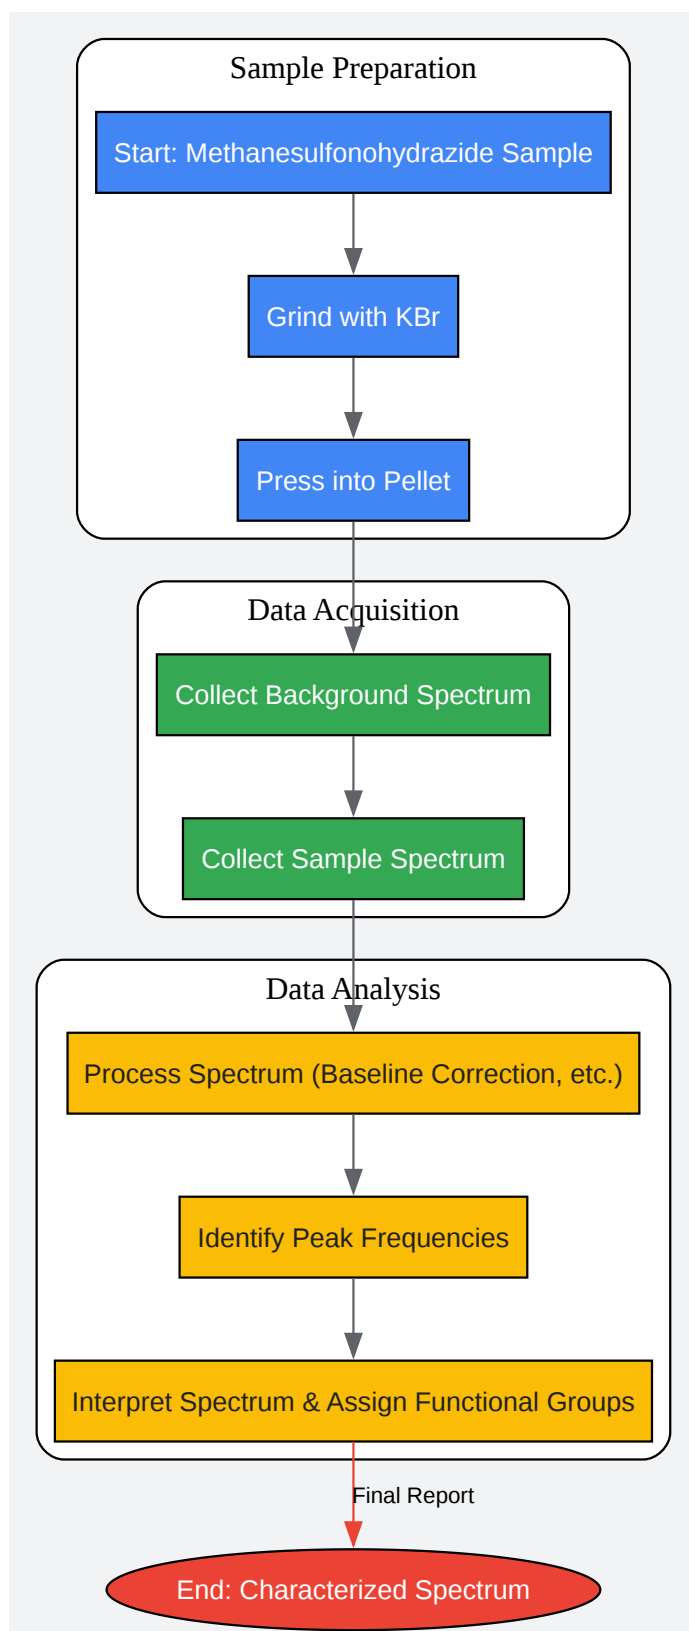 Sample Preparation
Start: Methanesulfonohydrazide Sample
Grind with KBr
Press into Pellet
Data Acquisition
Collect Background Spectrum
Collect Sample Spectrum
Data Analysis
Process Spectrum (Baseline Correction, etc.)
Identify Peak Frequencies
Interpret Spectrum & Assign Functional Groups
Final Report
End: Characterized Spectrum